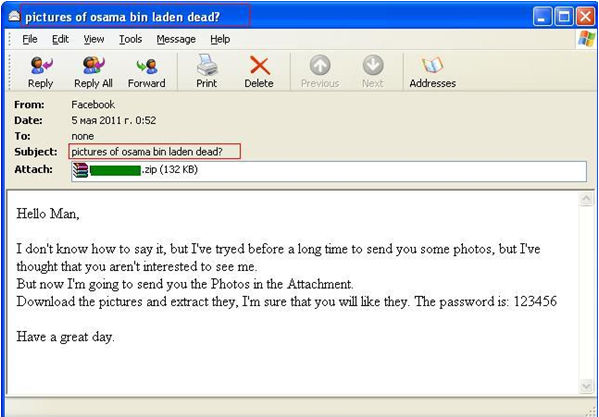 pictures of osama bin laden dead?
File Edit View Tools Message Help
Reply Reply All Forward Print Delete Previous Next Addresses
From: Facebook
Date: 5 мая 2011 г. 0:52
To: none
Subject: pictures of osama bin laden dead?
Attach: .zip (132 KB)
Hello Man,
I don't know how to say it, but I've tryed before a long time to send you some photos, but I've
thought that you aren't interested to see me.
But now I'm going to send you the Photos in the Attachment.
Download the pictures and extract they, I'm sure that you will like they. The password is: 123456
Have a great day.